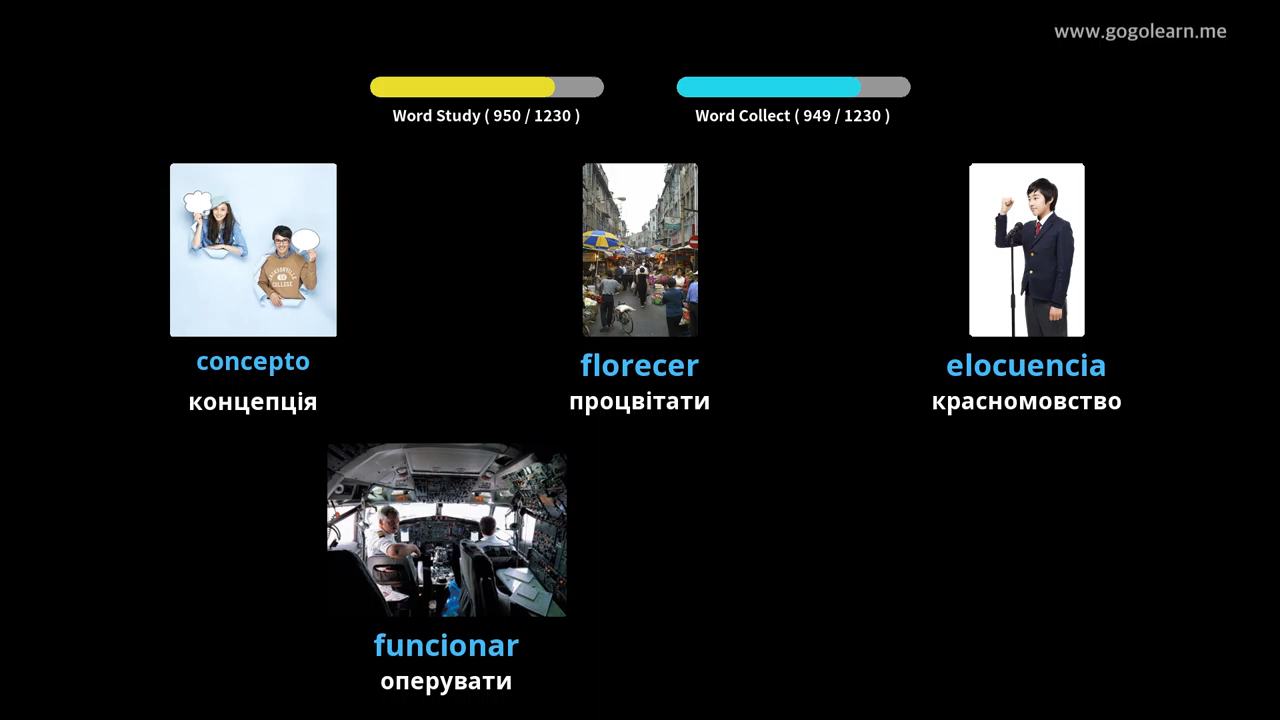 www.gogolearn.me
Word Study ( 950 / 1230 )
Word Collect ( 949 / 1230 )
concepto
концепція
florecer
процвітати
elocuencia
красномовство
funcionar
оперувати